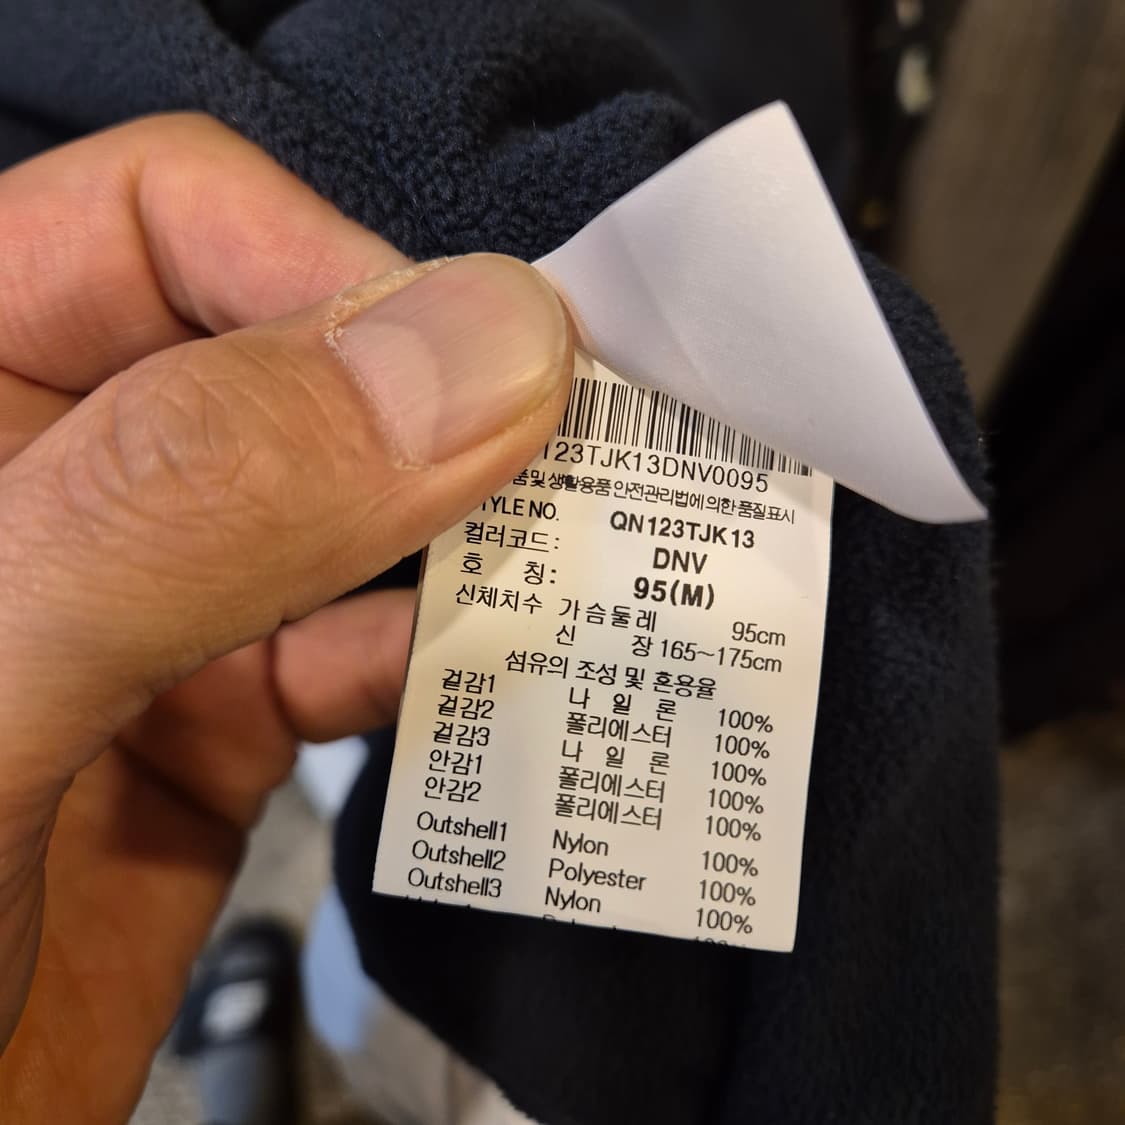 123TJK13DNV0095
품및 생활용품 안전관리법에 의한 품질표시
STYLE NO. QN123TJK13
컬러코드: DNV
호 칭: 95(M)
신체치수 가슴둘레 95cm
신 장 165~175cm
섬유의 조성 및 혼용율
겉감1 나 일 론 100%
겉감2 폴리에스터 100%
겉감3 나 일 론 100%
안감1 폴리에스터 100%
안감2 폴리에스터 100%
Outshell1 Nylon 100%
Outshell2 Polyester 100%
Outshell3 Nylon 100%